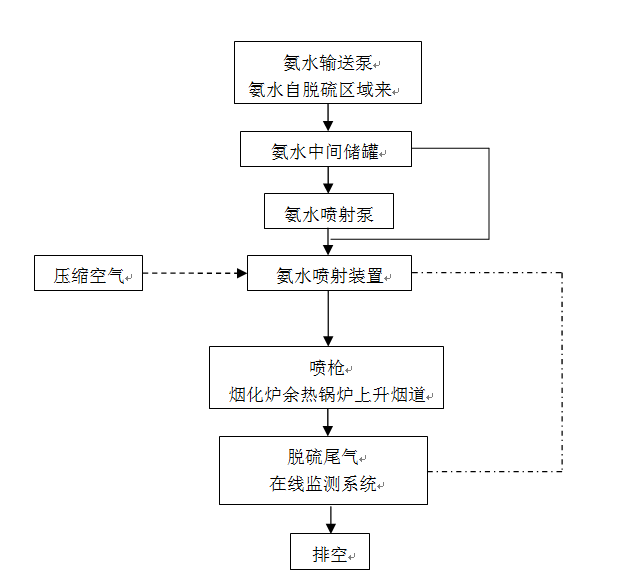 氨水输送泵
氨水自脱硫区域来
氨水中间储罐
氨水喷射泵
压缩空气
氨水喷射装置
喷枪
烟化炉余热锅炉上升烟道
脱硫尾气
在线监测系统
排空